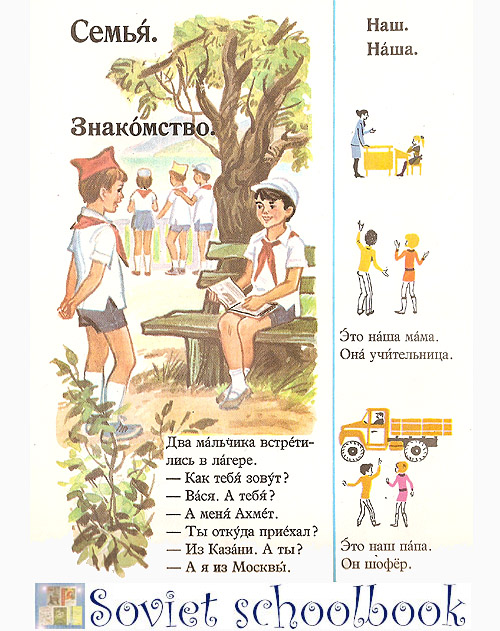 Семья́.
Знако́мство.
Два ма́льчика встре́ти-
лись в ла́гере.
— Как тебя́ зову́т?
— Ва́ся. А тебя́?
— А меня́ Ахме́т.
— Ты отку́да прие́хал?
— Из Каза́ни. А ты?
— А я из Москвы́.
Наш.
На́ша.
Э́то на́ша ма́ма.
Она́ учи́тельница.
Э́то наш па́па.
Он шофёр.
Soviet schoolbook